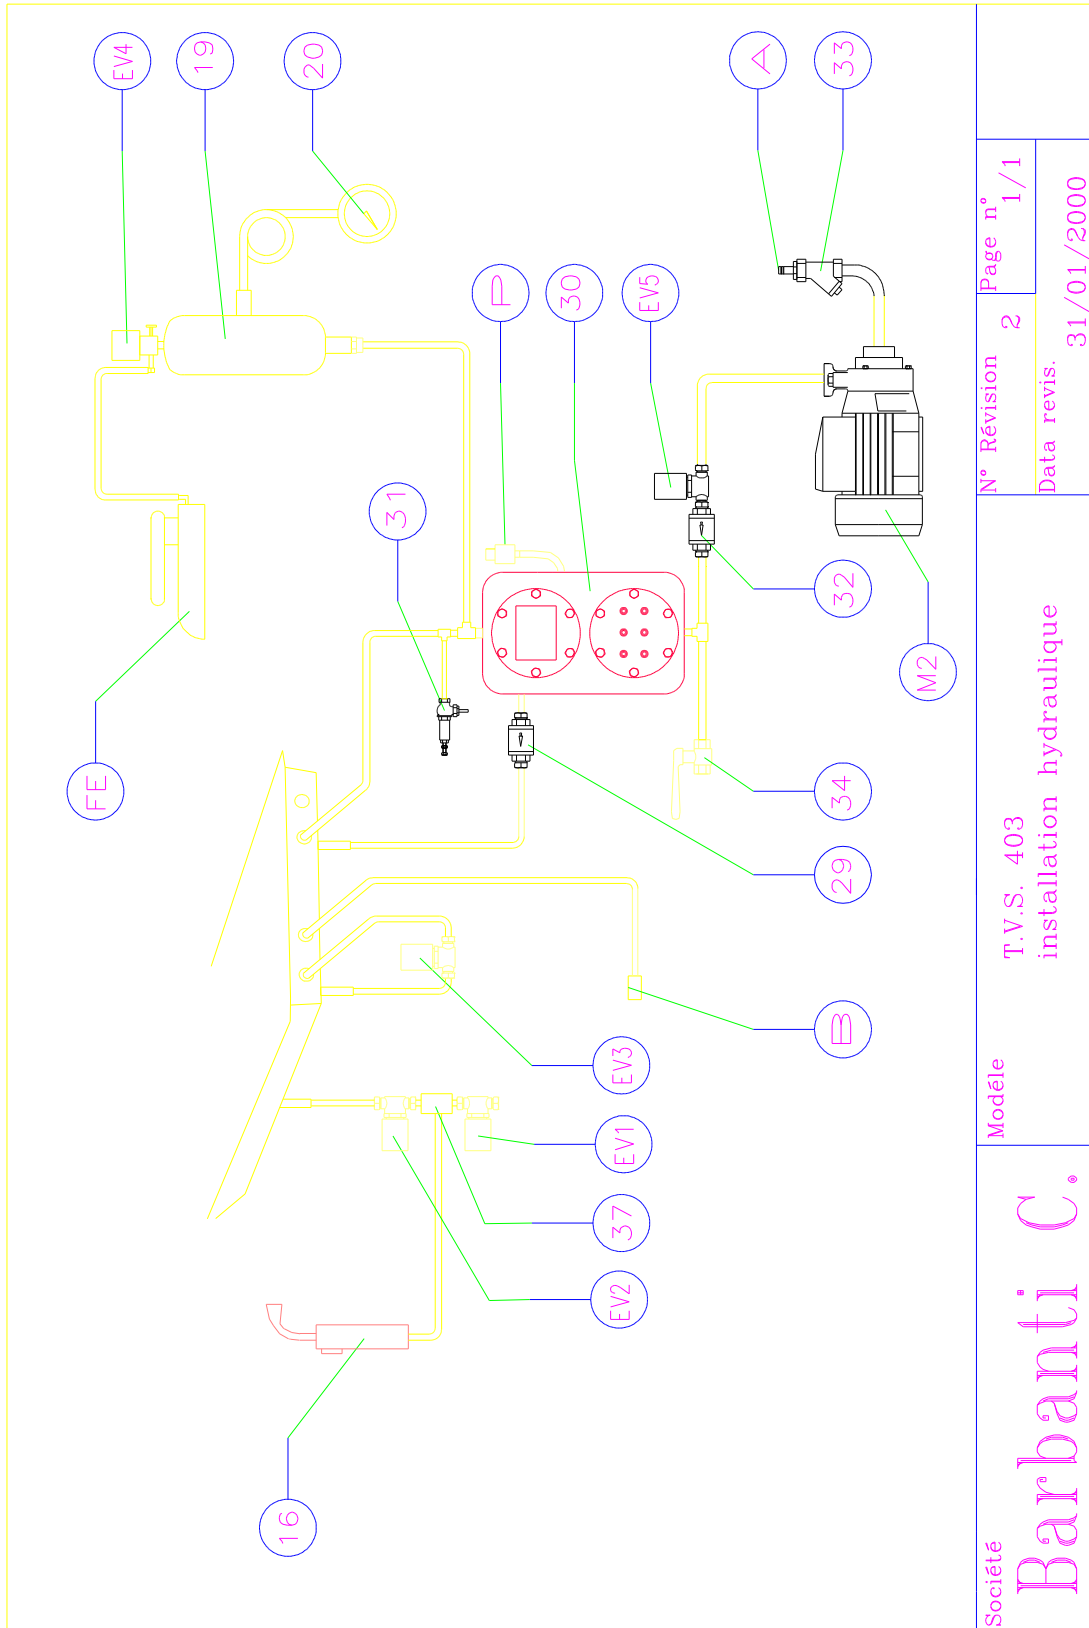 FE
EV4
19
16
20
31
P
30
EV2
37
EV1
EV3
EV5
A
B
29
34
32
33
M2
Société
Barbanti C.
Modéle
T.V.S. 403
installation hydraulique
N° Révision 2
Page n° 1/1
Data revis.
31/01/2000